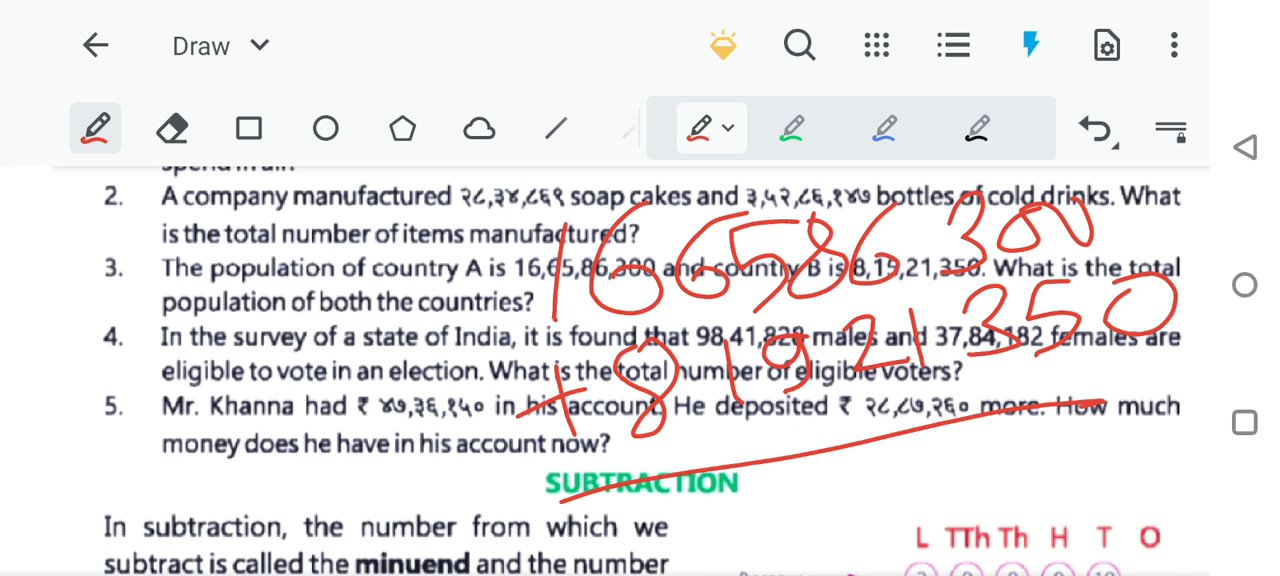 Draw
2. A company manufactured २८,३४,८६१ soap cakes and ३,५२,८६,१४७ bottles of cold drinks. What
is the total number of items manufactured?
3. The population of country A is 16,65,86,300 and country B is 8,19,21,350. What is the total
population of both the countries?
4. In the survey of a state of India, it is found that 98,41,828 males and 37,84,182 females are
eligible to vote in an election. What is the total number of eligible voters?
5. Mr. Khanna had ₹ ४७,३६,१५० in his account. He deposited ₹ २८,८७,२६० more. How much
money does he have in his account now?
166586300
+ 81921350
SUBTRACTION
In subtraction, the number from which we
subtract is called the minuend and the number
L TTh Th H T O